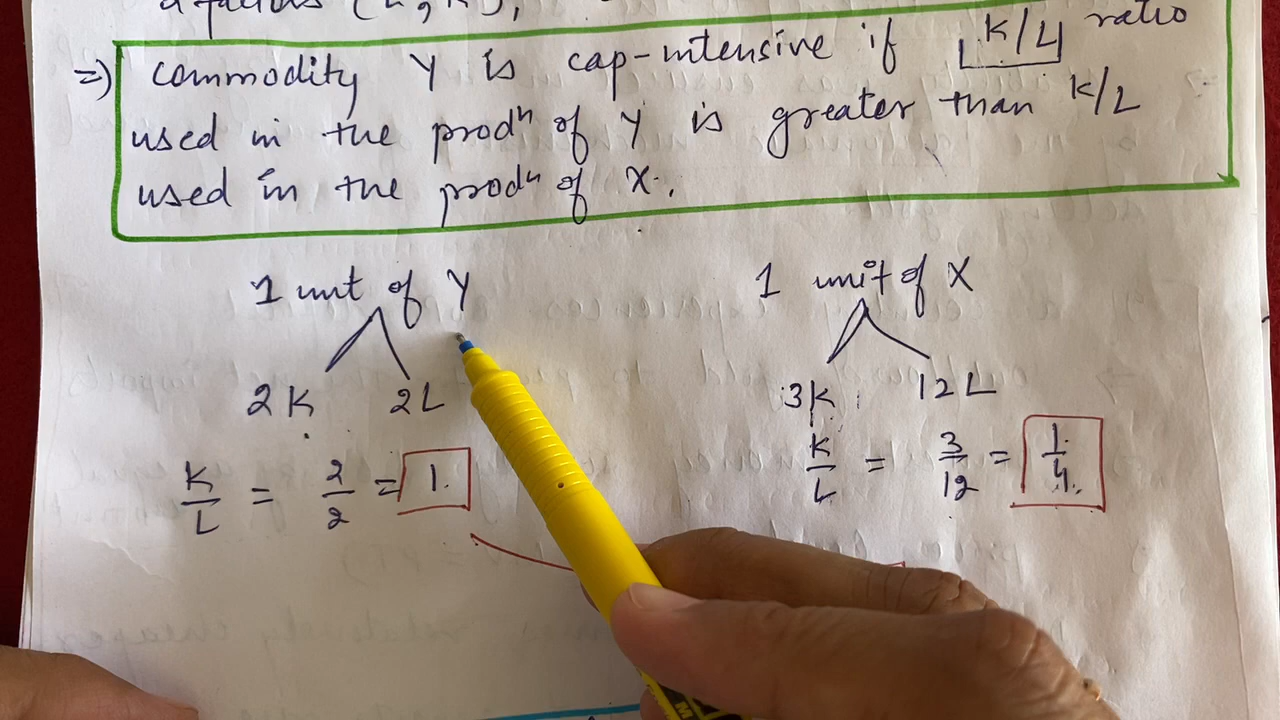 =) commodity Y is cap-intensive if K/L ratio
used in the prodn of Y is greater than K/L
used in the prodn of X.
1 unit of Y
1 unit of X
2K 2L
3K 12L
K/L = 2/2 = 1.
K/L = 3/12 = 1/4.